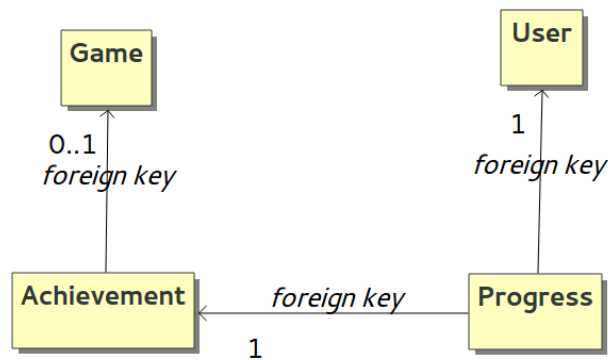 User
Game
1
0..1
foreign key
foreign key
Achievement
foreign key
Progress
1